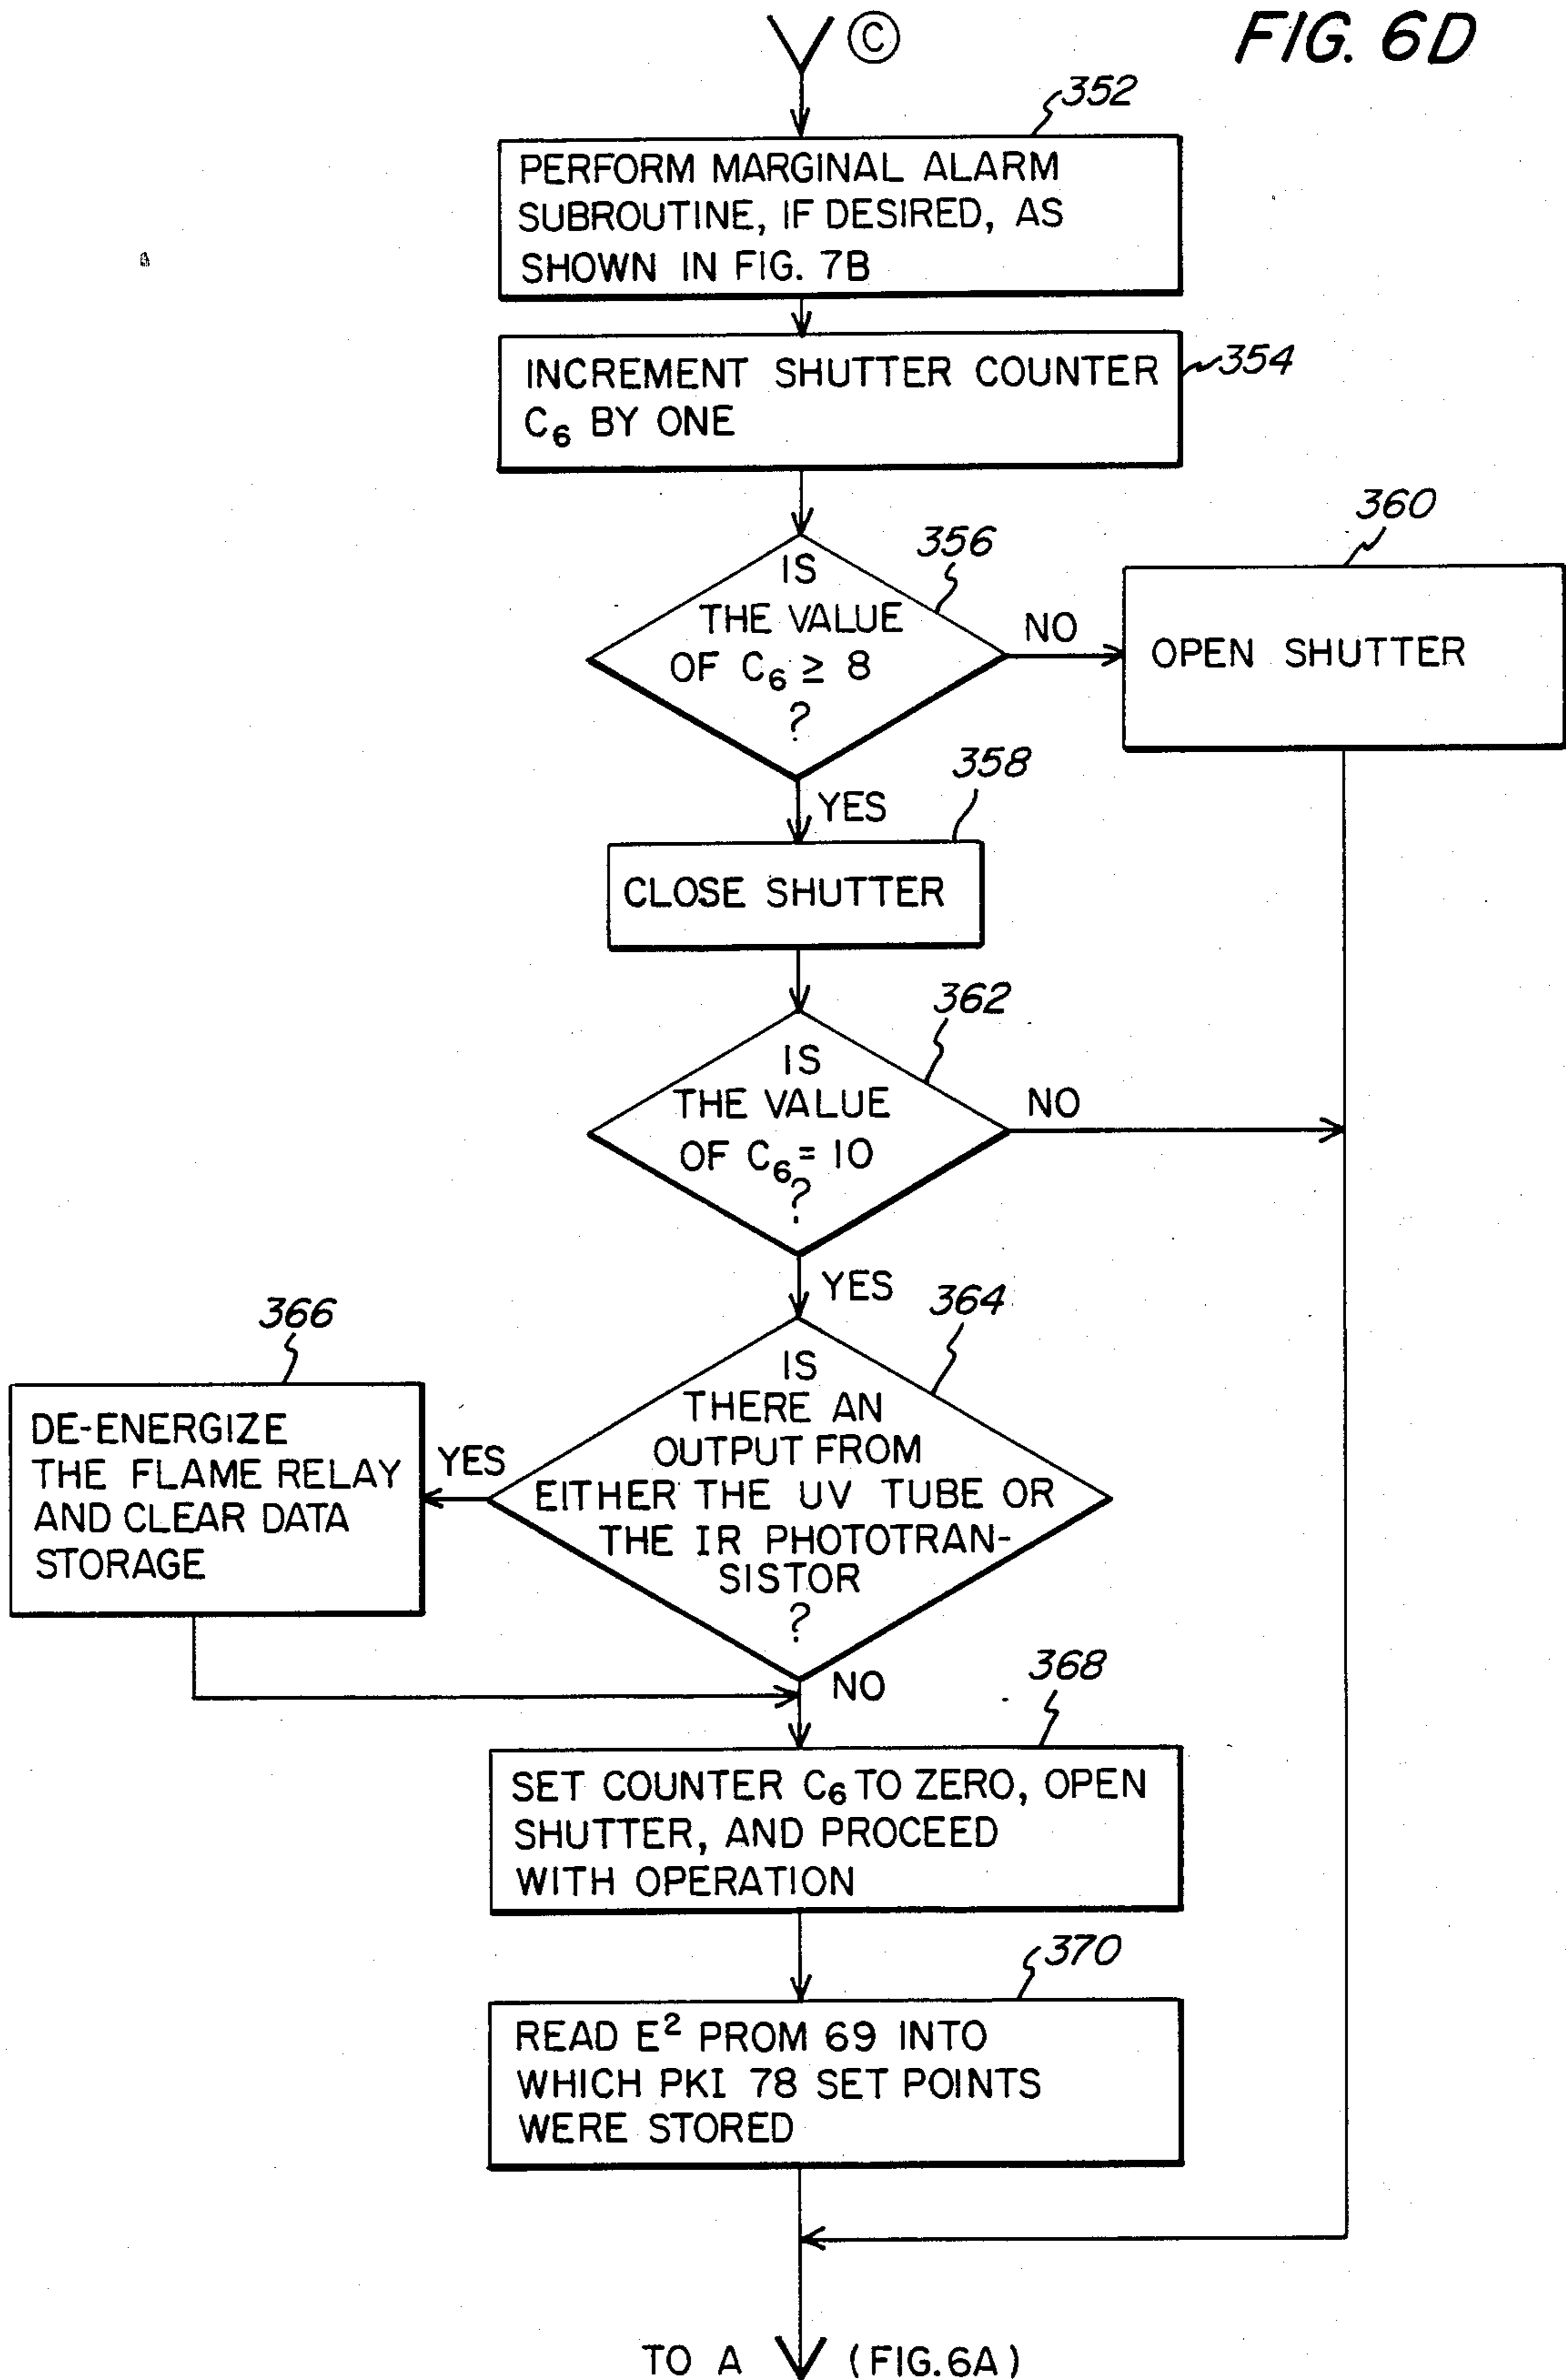 FIG. 6D
C
352
PERFORM MARGINAL ALARM
SUBROUTINE, IF DESIRED, AS
SHOWN IN FIG. 7B
INCREMENT SHUTTER COUNTER
C₆ BY ONE
354
356
IS
THE VALUE
OF C₆ ≥ 8
?
NO
360
OPEN SHUTTER
YES
358
CLOSE SHUTTER
362
IS
THE VALUE
OF C₆ = 10
?
NO
YES
364
IS
THERE AN
OUTPUT FROM
EITHER THE UV TUBE OR
THE IR PHOTOTRAN-
SISTOR
?
YES
366
DE-ENERGIZE
THE FLAME RELAY
AND CLEAR DATA
STORAGE
NO
368
SET COUNTER C₆ TO ZERO, OPEN
SHUTTER, AND PROCEED
WITH OPERATION
370
READ E² PROM 69 INTO
WHICH PKI 78 SET POINTS
WERE STORED
TO A (FIG.6A)